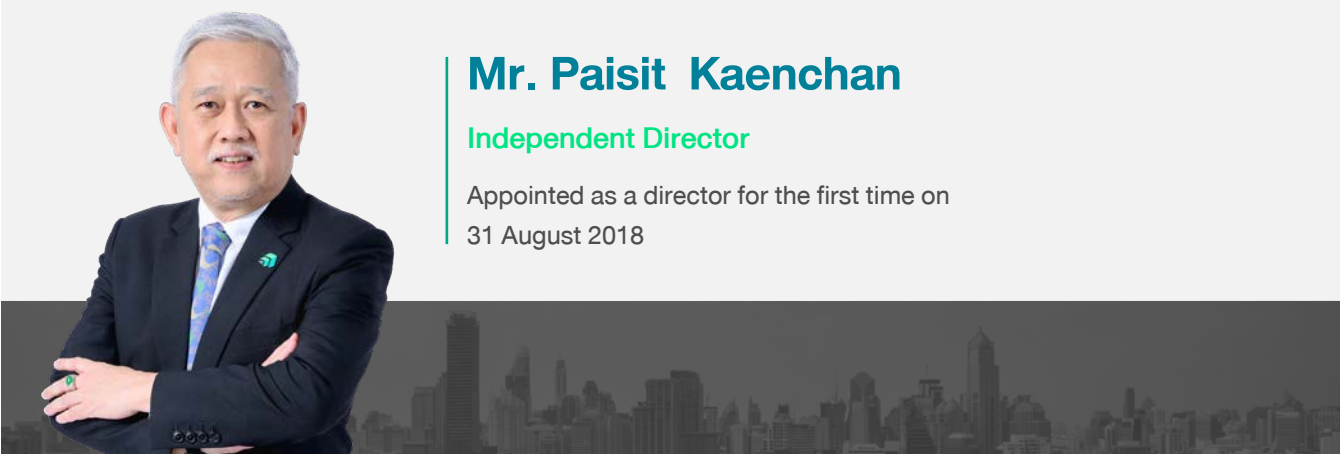 Mr. Paisit Kaenchan
Independent Director
Appointed as a director for the first time on
31 August 2018